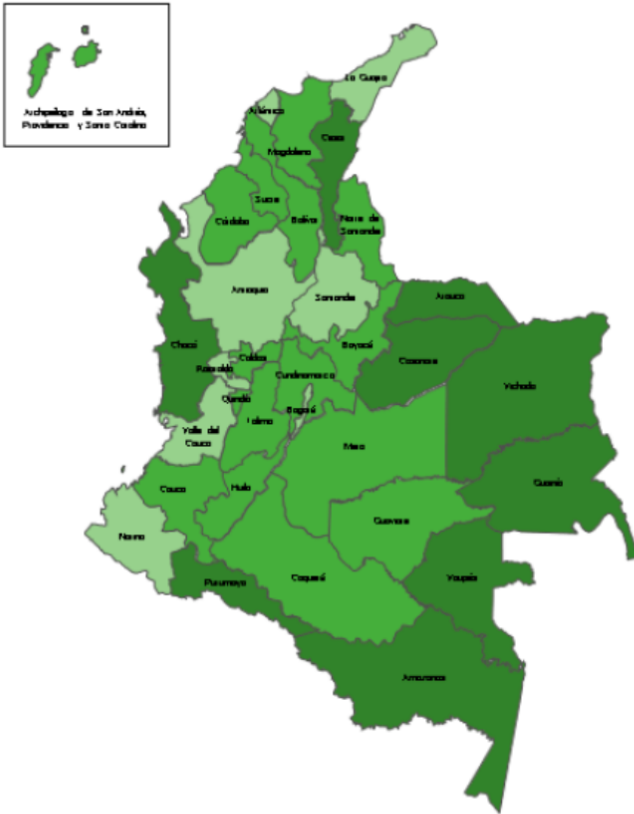 Archipiélago de San Andrés,
Providencia y Santa Catalina
La Guajira
Atlántico
Cesar
Magdalena
Sucre
Norte de
Santander
Córdoba
Bolívar
Antioquia
Santander
Arauca
Chocó
Boyacá
Caldas
Casanare
Risaralda
Cundinamarca
Vichada
Quindío
Bogotá
Tolima
Valle del
Cauca
Meta
Guainía
Cauca
Huila
Guaviare
Nariño
Caquetá
Vaupés
Putumayo
Amazonas